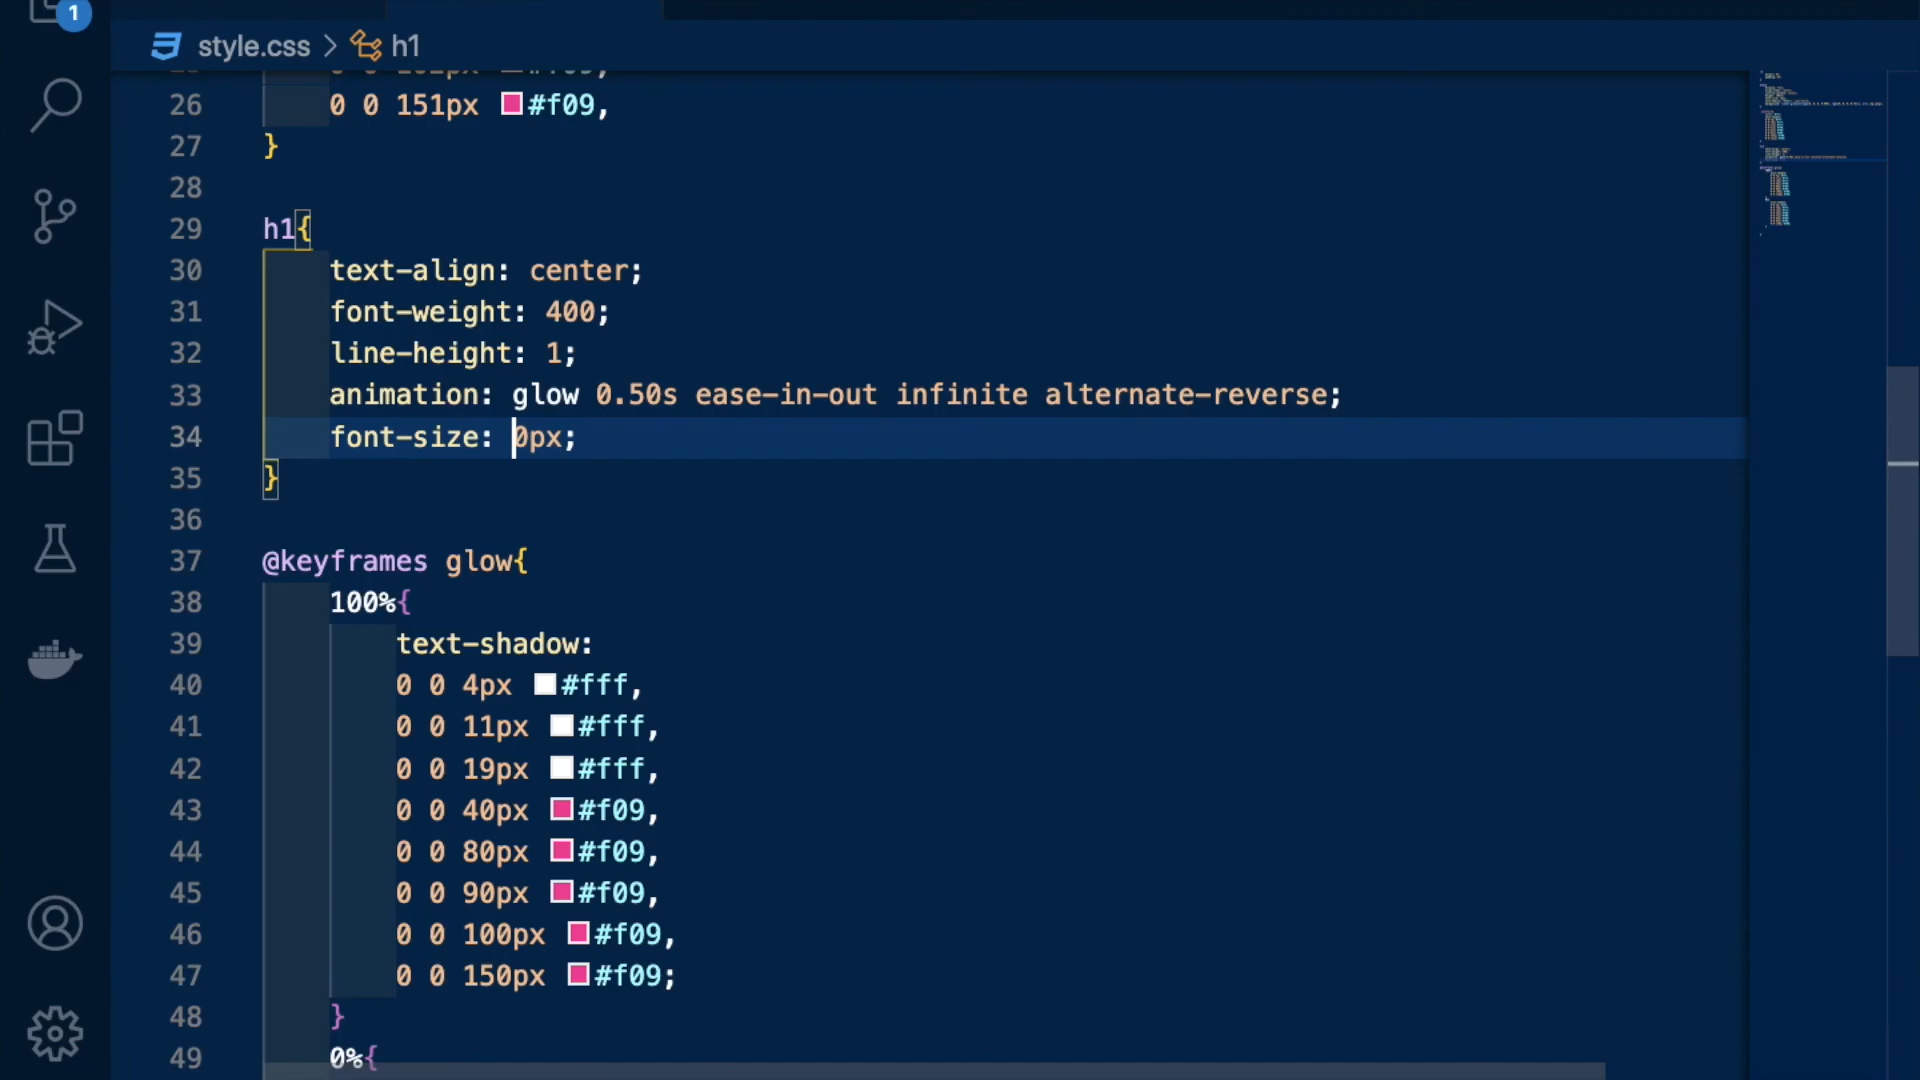 1
style.css > h1
26 0 0 151px #f09,
27 }
28
29 h1{
30 text-align: center;
31 font-weight: 400;
32 line-height: 1;
33 animation: glow 0.50s ease-in-out infinite alternate-reverse;
34 font-size: 0px;
35 }
36
37 @keyframes glow{
38 100%{
39 text-shadow:
40 0 0 4px #fff,
41 0 0 11px #fff,
42 0 0 19px #fff,
43 0 0 40px #f09,
44 0 0 80px #f09,
45 0 0 90px #f09,
46 0 0 100px #f09,
47 0 0 150px #f09;
48 }
49 0%{